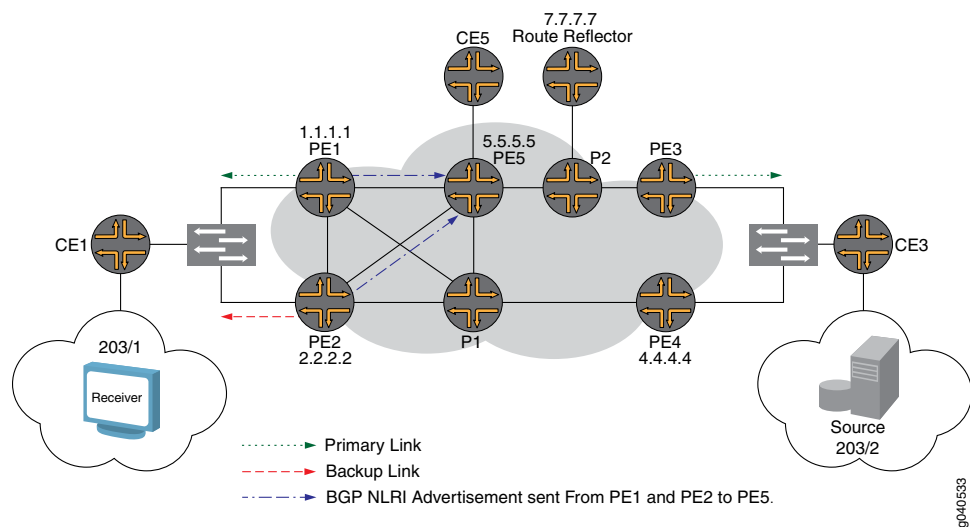 7.7.7.7
Route Reflector
CE5
1.1.1.1
PE1
5.5.5.5
PE5
P2
PE3
CE1
CE3
PE2
2.2.2.2
P1
PE4
4.4.4.4
203/1
Receiver
Source
203/2
Primary Link
Backup Link
BGP NLRI Advertisement sent From PE1 and PE2 to PE5.
g040533